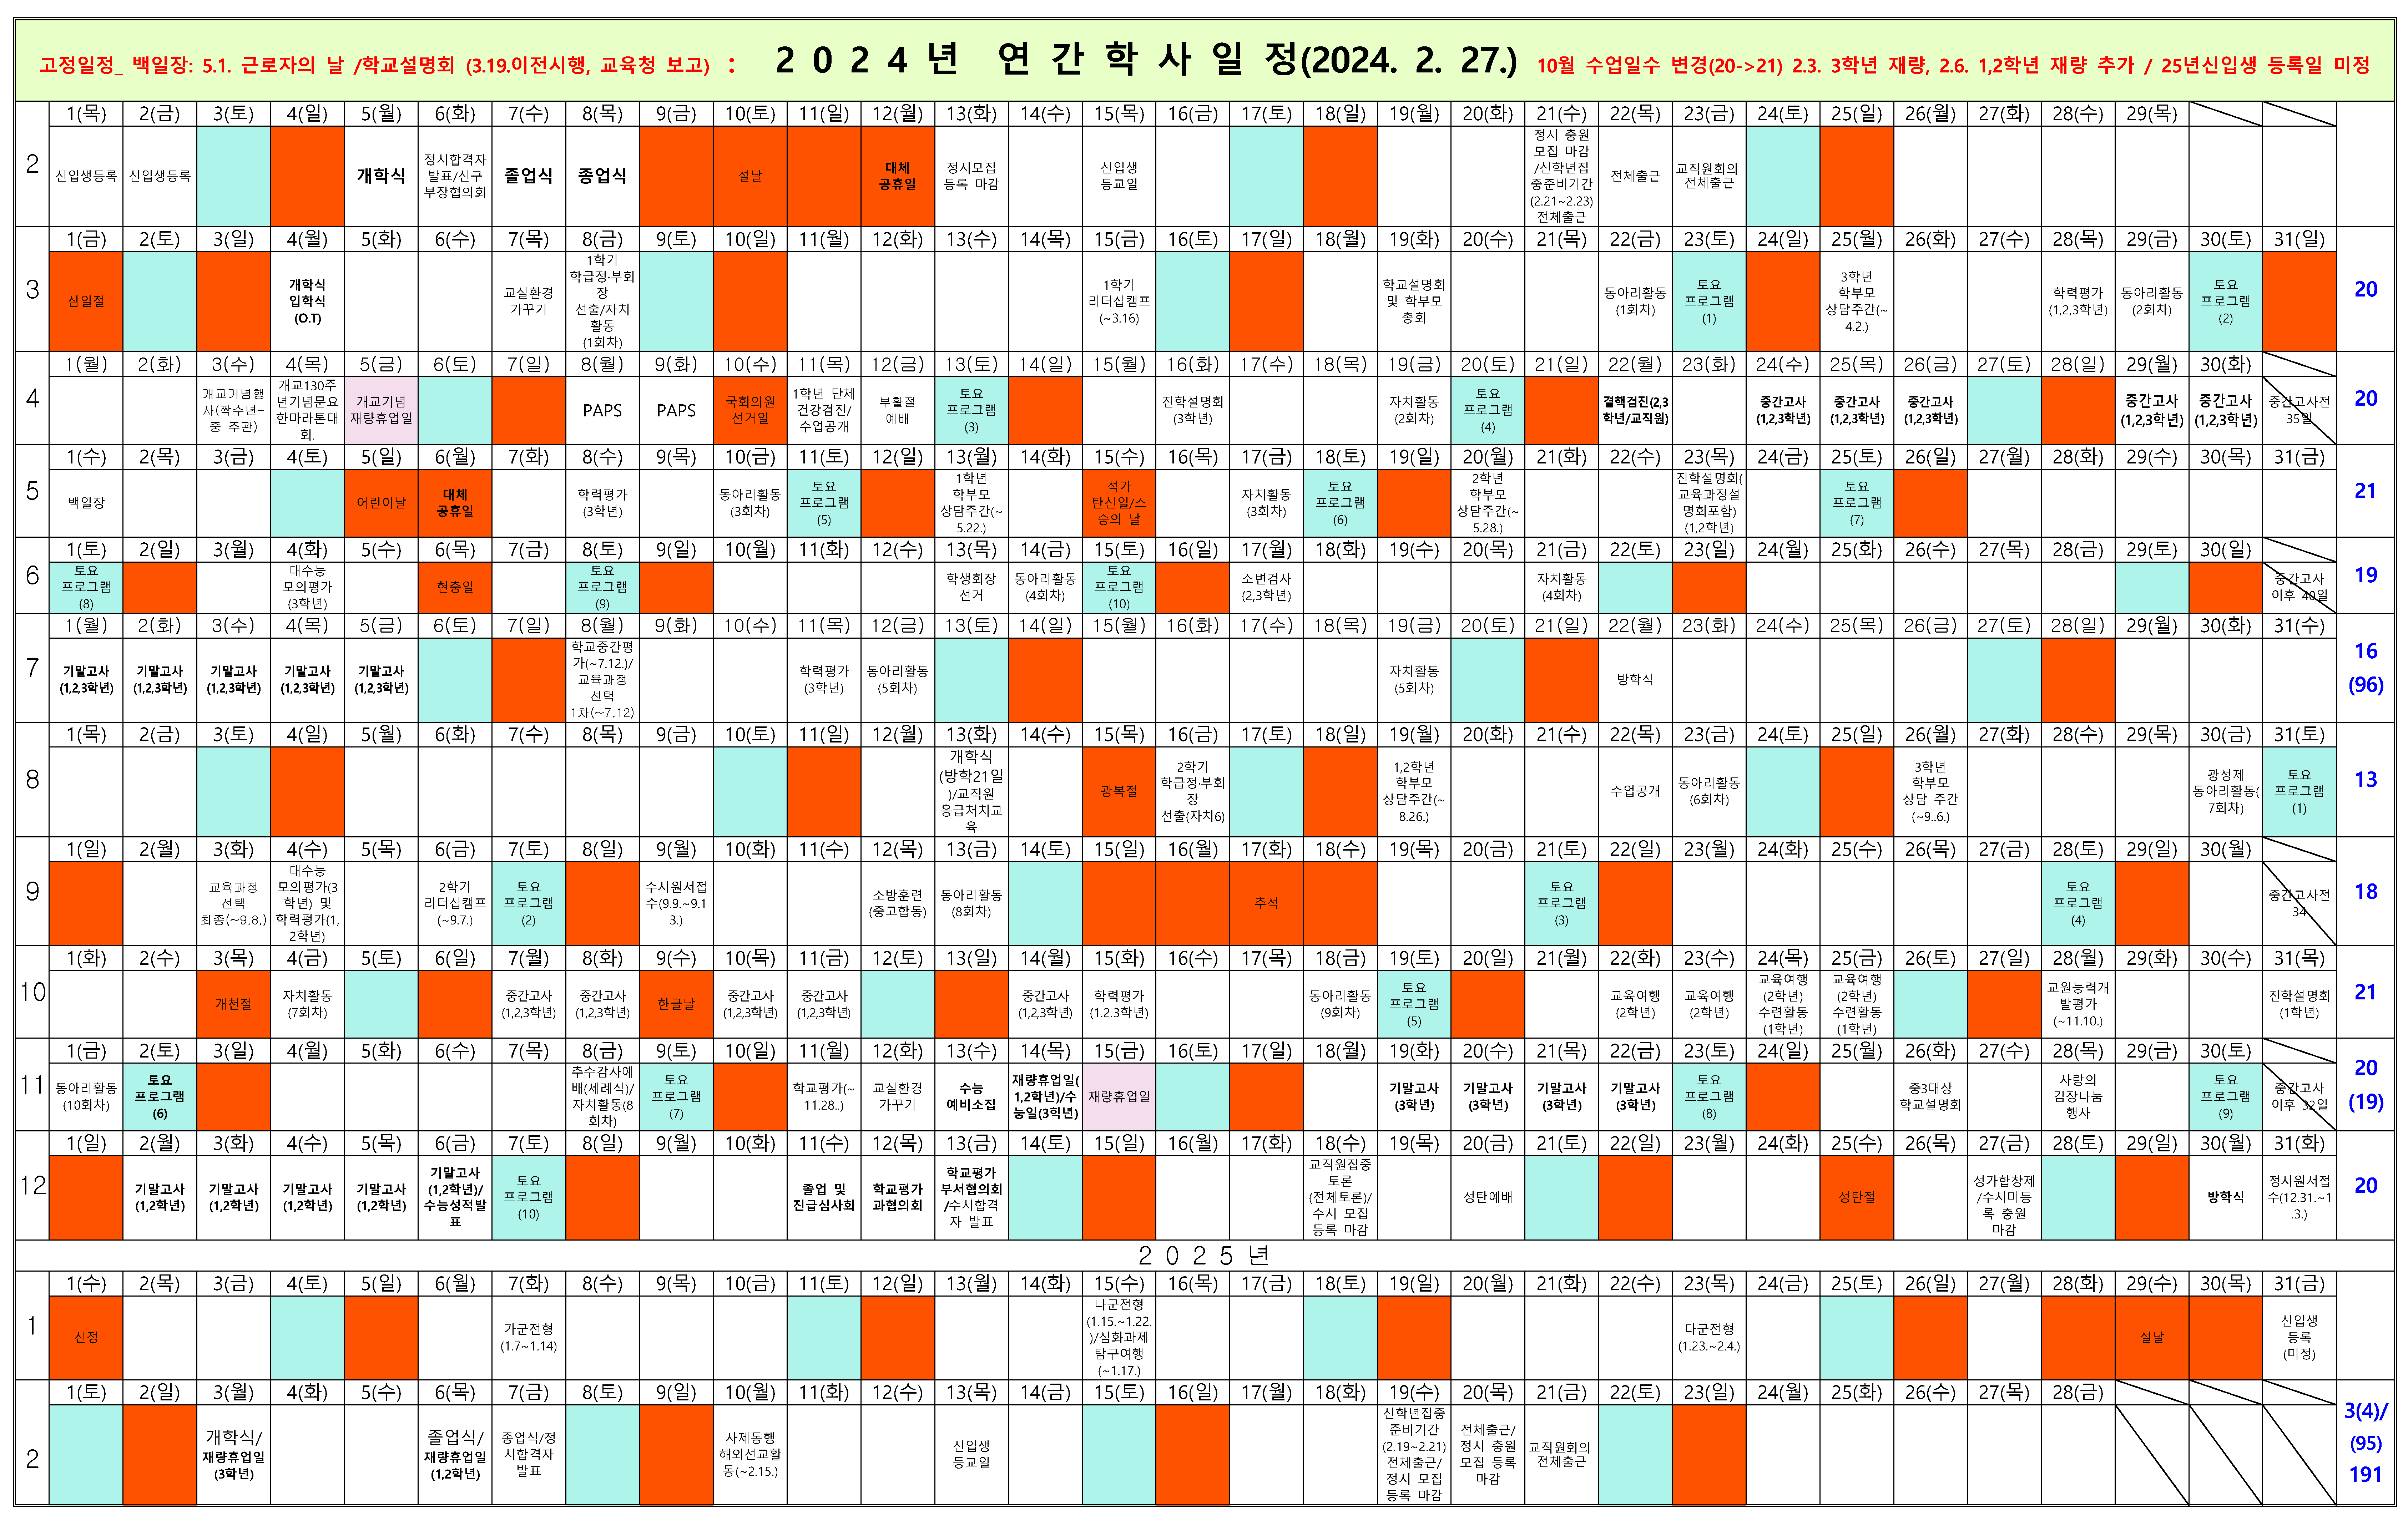 고정일정_ 백일장: 5.1. 근로자의 날 /학교설명회 (3.19.이전시행, 교육청 보고) : 2 0 2 4 년 연 간 학 사 일 정(2024. 2. 27.) 10월 수업일수 변경(20->21) 2.3. 3학년 재량, 2.6. 1,2학년 재량 추가 / 25년신입생 등록일 미정
1(목) 2(금) 3(토) 4(일) 5(월) 6(화) 7(수) 8(목) 9(금) 10(토) 11(일) 12(월) 13(화) 14(수) 15(목) 16(금) 17(토) 18(일) 19(월) 20(화) 21(수) 22(목) 23(금) 24(토) 25(일) 26(월) 27(화) 28(수) 29(목)
2
신입생등록
신입생등록
개학식
정시합격자
발표/신구
부장협의회
졸업식
종업식
설날
대체
공휴일
정시모집
등록 마감
신입생
등교일
정시 충원
모집 마감
/신학년집
중준비기간
(2.21~2.23)
전체출근
전체출근
교직원회의
전체출근
1(금) 2(토) 3(일) 4(월) 5(화) 6(수) 7(목) 8(금) 9(토) 10(일) 11(월) 12(화) 13(수) 14(목) 15(금) 16(토) 17(일) 18(월) 19(화) 20(수) 21(목) 22(금) 23(토) 24(일) 25(월) 26(화) 27(수) 28(목) 29(금) 30(토) 31(일)
3
삼일절
개학식
입학식
(O.T)
교실환경
가꾸기
1학기
학급정·부회
장
선출/자치
활동
(1회차)
1학기
리더십캠프
(~3.16)
학교설명회
및 학부모
총회
동아리활동
(1회차)
토요
프로그램
(1)
3학년
학부모
상담주간(~
4.2.)
학력평가
(1,2,3학년)
동아리활동
(2회차)
토요
프로그램
(2)
20
1(월) 2(화) 3(수) 4(목) 5(금) 6(토) 7(일) 8(월) 9(화) 10(수) 11(목) 12(금) 13(토) 14(일) 15(월) 16(화) 17(수) 18(목) 19(금) 20(토) 21(일) 22(월) 23(화) 24(수) 25(목) 26(금) 27(토) 28(일) 29(월) 30(화)
4
개교기념행
사(짝수년-
중 주관)
개교130주
년기념문요
한마라톤대
회.
개교기념
재량휴업일
PAPS
PAPS
국회의원
선거일
1학년 단체
건강검진/
수업공개
부활절
예배
토요
프로그램
(3)
진학설명회
(3학년)
자치활동
(2회차)
토요
프로그램
(4)
결핵검진(2,3
학년/교직원)
중간고사
(1,2,3학년)
중간고사
(1,2,3학년)
중간고사
(1,2,3학년)
중간고사
(1,2,3학년)
중간고사
(1,2,3학년)
중간고사전
35일
20
1(수) 2(목) 3(금) 4(토) 5(일) 6(월) 7(화) 8(수) 9(목) 10(금) 11(토) 12(일) 13(월) 14(화) 15(수) 16(목) 17(금) 18(토) 19(일) 20(월) 21(화) 22(수) 23(목) 24(금) 25(토) 26(일) 27(월) 28(화) 29(수) 30(목) 31(금)
5
백일장
어린이날
대체
공휴일
학력평가
(3학년)
동아리활동
(3회차)
토요
프로그램
(5)
1학년
학부모
상담주간(~
5.22.)
석가
탄신일/스
승의 날
자치활동
(3회차)
토요
프로그램
(6)
2학년
학부모
상담주간(~
5.28.)
진학설명회(
교육과정설
명회포함)
(1,2학년)
토요
프로그램
(7)
21
1(토) 2(일) 3(월) 4(화) 5(수) 6(목) 7(금) 8(토) 9(일) 10(월) 11(화) 12(수) 13(목) 14(금) 15(토) 16(일) 17(월) 18(화) 19(수) 20(목) 21(금) 22(토) 23(일) 24(월) 25(화) 26(수) 27(목) 28(금) 29(토) 30(일)
6
토요
프로그램
(8)
대수능
모의평가
(3학년)
현충일
토요
프로그램
(9)
학생회장
선거
동아리활동
(4회차)
토요
프로그램
(10)
소변검사
(2,3학년)
자치활동
(4회차)
중간고사
이후 40일
19
1(월) 2(화) 3(수) 4(목) 5(금) 6(토) 7(일) 8(월) 9(화) 10(수) 11(목) 12(금) 13(토) 14(일) 15(월) 16(화) 17(수) 18(목) 19(금) 20(토) 21(일) 22(월) 23(화) 24(수) 25(목) 26(금) 27(토) 28(일) 29(월) 30(화) 31(수)
7
기말고사
(1,2,3학년)
기말고사
(1,2,3학년)
기말고사
(1,2,3학년)
기말고사
(1,2,3학년)
기말고사
(1,2,3학년)
학교중간평
가(~7.12.)/
교육과정
선택
1차(~7.12)
학력평가
(3학년)
동아리활동
(5회차)
자치활동
(5회차)
방학식
16
(96)
1(목) 2(금) 3(토) 4(일) 5(월) 6(화) 7(수) 8(목) 9(금) 10(토) 11(일) 12(월) 13(화) 14(수) 15(목) 16(금) 17(토) 18(일) 19(월) 20(화) 21(수) 22(목) 23(금) 24(토) 25(일) 26(월) 27(화) 28(수) 29(목) 30(금) 31(토)
8
개학식
(방학21일
)/교직원
응급처치교
육
광복절
2학기
학급정·부회
장
선출(자치6)
1,2학년
학부모
상담주간(~
8.26.)
수업공개
동아리활동
(6회차)
3학년
학부모
상담 주간
(~9..6.)
광성제
동아리활동(
7회차)
토요
프로그램
(1)
13
1(일) 2(월) 3(화) 4(수) 5(목) 6(금) 7(토) 8(일) 9(월) 10(화) 11(수) 12(목) 13(금) 14(토) 15(일) 16(월) 17(화) 18(수) 19(목) 20(금) 21(토) 22(일) 23(월) 24(화) 25(수) 26(목) 27(금) 28(토) 29(일) 30(월)
9
교육과정
선택
최종(~9.8.)
대수능
모의평가(3
학년) 및
학력평가(1,
2학년)
2학기
리더십캠프
(~9.7.)
토요
프로그램
(2)
수시원서접
수(9.9.~9.1
3.)
소방훈련
(중고합동)
동아리활동
(8회차)
추석
토요
프로그램
(3)
토요
프로그램
(4)
중간고사전
34
18
1(화) 2(수) 3(목) 4(금) 5(토) 6(일) 7(월) 8(화) 9(수) 10(목) 11(금) 12(토) 13(일) 14(월) 15(화) 16(수) 17(목) 18(금) 19(토) 20(일) 21(월) 22(화) 23(수) 24(목) 25(금) 26(토) 27(일) 28(월) 29(화) 30(수) 31(목)
10
개천절
자치활동
(7회차)
중간고사
(1,2,3학년)
중간고사
(1,2,3학년)
한글날
중간고사
(1,2,3학년)
중간고사
(1,2,3학년)
중간고사
(1,2,3학년)
학력평가
(1.2.3학년)
동아리활동
(9회차)
토요
프로그램
(5)
교육여행
(2학년)
교육여행
(2학년)
교육여행
(2학년)
수련활동
(1학년)
교육여행
(2학년)
수련활동
(1학년)
교원능력개
발평가
(~11.10.)
진학설명회
(1학년)
21
1(금) 2(토) 3(일) 4(월) 5(화) 6(수) 7(목) 8(금) 9(토) 10(일) 11(월) 12(화) 13(수) 14(목) 15(금) 16(토) 17(일) 18(월) 19(화) 20(수) 21(목) 22(금) 23(토) 24(일) 25(월) 26(화) 27(수) 28(목) 29(금) 30(토)
11
동아리활동
(10회차)
토요
프로그램
(6)
추수감사예
배(세례식)/
자치활동(8
회차)
토요
프로그램
(7)
학교평가(~
11.28..)
교실환경
가꾸기
수능
예비소집
재량휴업일(
1,2학년)/수
능일(3힉년)
재량휴업일
기말고사
(3학년)
기말고사
(3학년)
기말고사
(3학년)
기말고사
(3학년)
토요
프로그램
(8)
중3대상
학교설명회
사랑의
김장나눔
행사
토요
프로그램
(9)
중간고사
이후 32일
20
(19)
1(일) 2(월) 3(화) 4(수) 5(목) 6(금) 7(토) 8(일) 9(월) 10(화) 11(수) 12(목) 13(금) 14(토) 15(일) 16(월) 17(화) 18(수) 19(목) 20(금) 21(토) 22(일) 23(월) 24(화) 25(수) 26(목) 27(금) 28(토) 29(일) 30(월) 31(화)
12
기말고사
(1,2학년)
기말고사
(1,2학년)
기말고사
(1,2학년)
기말고사
(1,2학년)
기말고사
(1,2학년)/
수능성적발
표
토요
프로그램
(10)
졸업 및
진급심사회
학교평가
과협의회
학교평가
부서협의회
/수시합격
자 발표
교직원집중
토론
(전체토론)/
수시 모집
등록 마감
성탄예배
성탄절
성가합창제
/수시미등
록 충원
마감
방학식
정시원서접
수(12.31.~1
.3.)
20
2 0 2 5 년
1(수) 2(목) 3(금) 4(토) 5(일) 6(월) 7(화) 8(수) 9(목) 10(금) 11(토) 12(일) 13(월) 14(화) 15(수) 16(목) 17(금) 18(토) 19(일) 20(월) 21(화) 22(수) 23(목) 24(금) 25(토) 26(일) 27(월) 28(화) 29(수) 30(목) 31(금)
1
신정
가군전형
(1.7~1.14)
나군전형
(1.15.~1.22.
)/심화과제
탐구여행
(~1.17.)
다군전형
(1.23.~2.4.)
설날
신입생
등록
(미정)
1(토) 2(일) 3(월) 4(화) 5(수) 6(목) 7(금) 8(토) 9(일) 10(월) 11(화) 12(수) 13(목) 14(금) 15(토) 16(일) 17(월) 18(화) 19(수) 20(목) 21(금) 22(토) 23(일) 24(월) 25(화) 26(수) 27(목) 28(금)
2
개학식/
재량휴업일
(3학년)
졸업식/
재량휴업일
(1,2학년)
종업식/정
시합격자
발표
사제동행
해외선교활
동(~2.15.)
신입생
등교일
신학년집중
준비기간
(2.19~2.21)
전체출근/
정시 모집
등록 마감
전체출근/
정시 충원
모집 등록
마감
교직원회의
전체출근
3(4)/
(95)
191